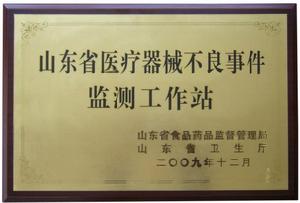 山东省医疗器械不良事件
监测工作站
山东省食品药品监督管理局
山东省卫生厅
二〇〇九年十二月